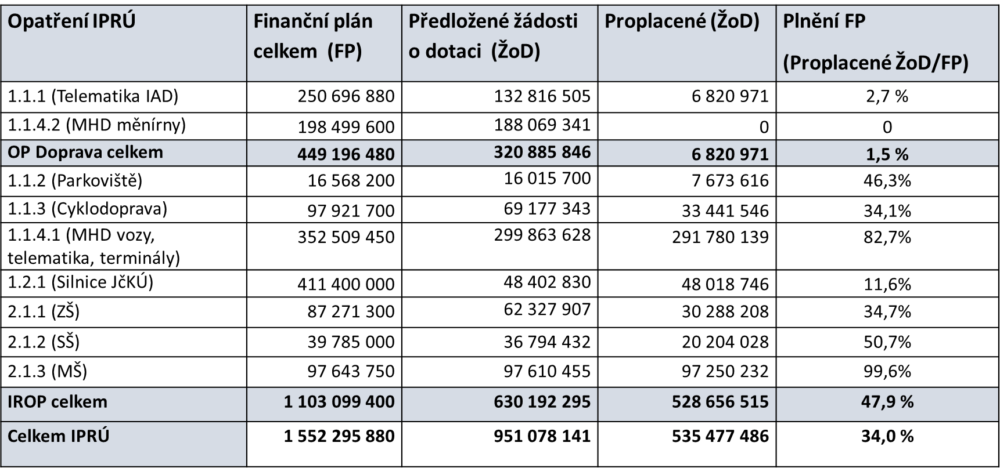 Opatření IPRÚ Finanční plán celkem (FP) Předložené žádosti o dotaci (ŽoD) Proplacené (ŽoD) Plnění FP (Proplacené ŽoD/FP)
1.1.1 (Telematika IAD) 250 696 880 132 816 505 6 820 971 2,7 %
1.1.4.2 (MHD měnírny) 198 499 600 188 069 341 0 0
OP Doprava celkem 449 196 480 320 885 846 6 820 971 1,5 %
1.1.2 (Parkoviště) 16 568 200 16 015 700 7 673 616 46,3%
1.1.3 (Cyklodoprava) 97 921 700 69 177 343 33 441 546 34,1%
1.1.4.1 (MHD vozy, telematika, terminály) 352 509 450 299 863 628 291 780 139 82,7%
1.2.1 (Silnice JčKÚ) 411 400 000 48 402 830 48 018 746 11,6%
2.1.1 (ZŠ) 87 271 300 62 327 907 30 288 208 34,7%
2.1.2 (SŠ) 39 785 000 36 794 432 20 204 028 50,7%
2.1.3 (MŠ) 97 643 750 97 610 455 97 250 232 99,6%
IROP celkem 1 103 099 400 630 192 295 528 656 515 47,9 %
Celkem IPRÚ 1 552 295 880 951 078 141 535 477 486 34,0 %